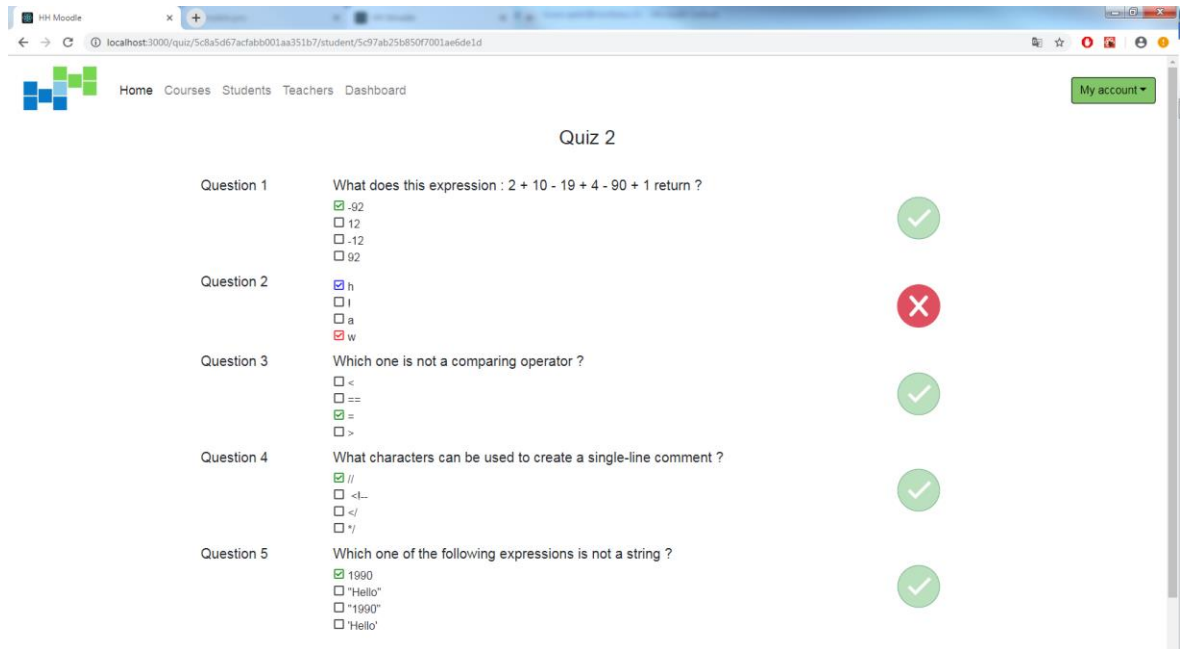 HH Moodle
localhost:3000/quiz/5c8a5d67acfabb001aa351b7/student/5c97ab25b850f7001ae6de1d
Home Courses Students Teachers Dashboard My account
Quiz 2
Question 1 What does this expression : 2 + 10 - 19 + 4 - 90 + 1 return ?
-92
12
-12
92
Question 2
h
l
a
w
Question 3 Which one is not a comparing operator ?
<
==
=
>
Question 4 What characters can be used to create a single-line comment ?
//
<!--
</
*/
Question 5 Which one of the following expressions is not a string ?
1990
"Hello"
"1990"
'Hello'